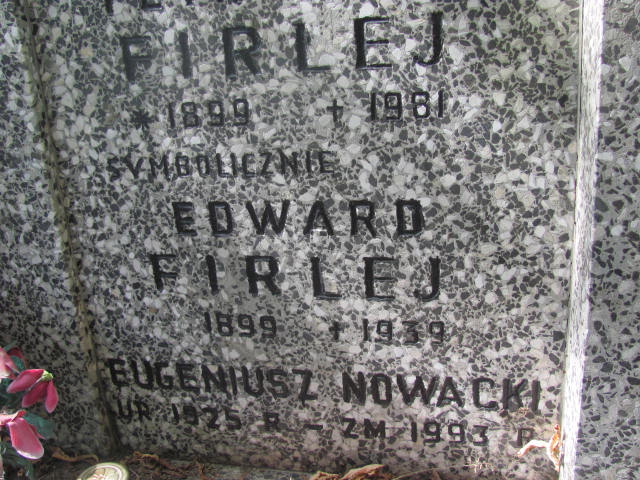 FIRLEJ
* 1899 + 1981
SYMBOLICZNIE
EDWARD
FIRLEJ
1899 + 1939
EUGENIUSZ NOWACKI
UR 1925 R – ZM 1993 R